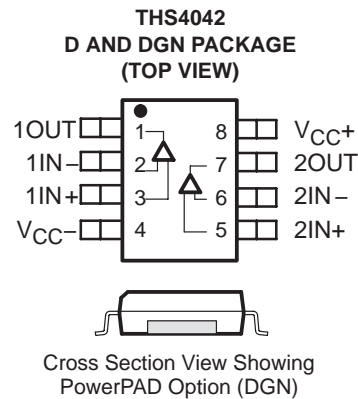 THS4042
D AND DGN PACKAGE
(TOP VIEW)
1OUT 1 8 VCC+
1IN− 2 7 2OUT
1IN+ 3 6 2IN−
VCC− 4 5 2IN+
Cross Section View Showing
PowerPAD Option (DGN)